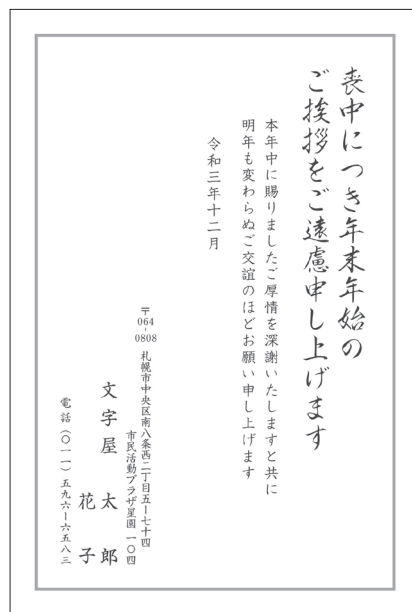 喪中につき年末年始の
ご挨拶をご遠慮申し上げます
本年中に賜りましたご厚情を深謝いたしますと共に
明年も変わらぬご交誼のほどお願い申し上げます
令和三年十二月
〒064-0808
札幌市中央区南八条西二丁目五ー七十四
市民活動プラザ星園 一〇四
文字屋 太郎
花子
電話(〇一一)五九六ー六五八三